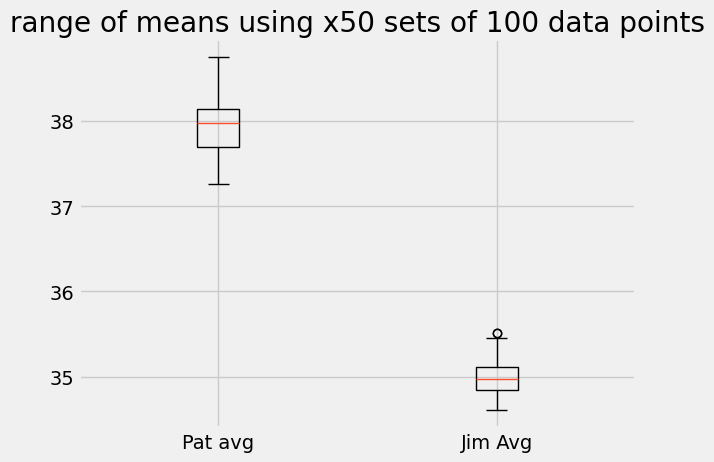 range of means using x50 sets of 100 data points
38
37
36
35
Pat avg
Jim Avg